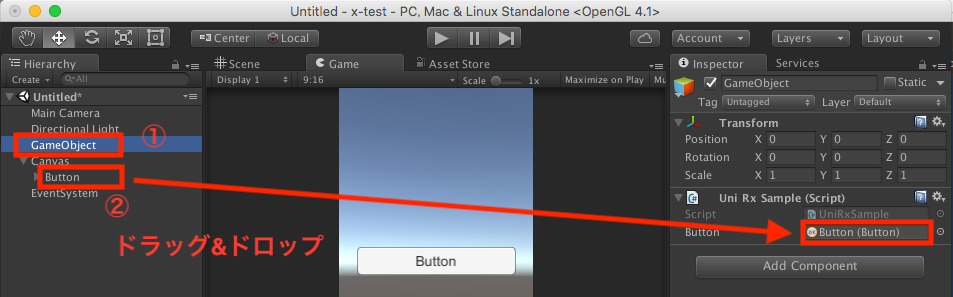 Untitled - x-test - PC, Mac & Linux Standalone <OpenGL 4.1>
Center Local Account Layers Layout
Hierarchy Scene Game Asset Store Inspector Services
Create All Display 1 9:16 Scale 1x Maximize on Play Mu GameObject Static
Untitled* Tag Untagged Layer Default
Main Camera Transform
Directional Light ① Position X 0 Y 0 Z 0
GameObject Rotation X 0 Y 0 Z 0
Canvas Scale X 1 Y 1 Z 1
Button Uni Rx Sample (Script)
EventSystem ② Script UniRxSample
Button Button (Button)
ドラッグ&ドロップ
Button Add Component